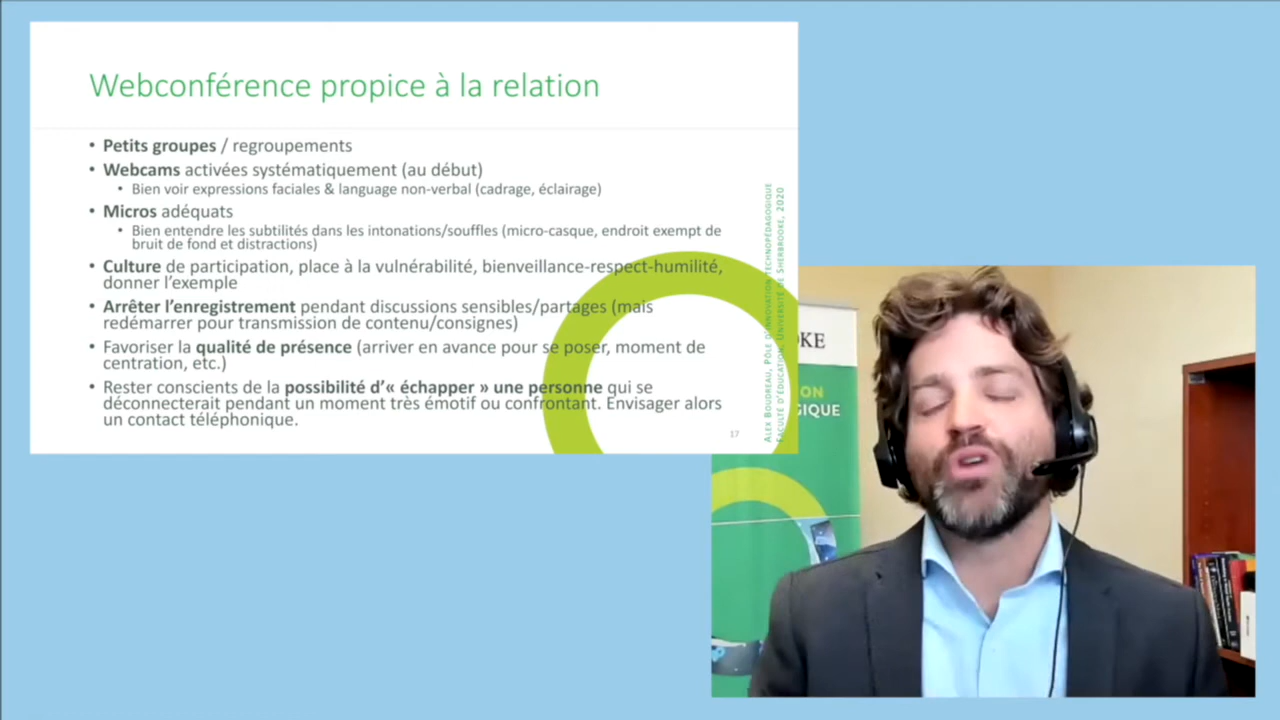 Webconférence propice à la relation
• Petits groupes / regroupements
• Webcams activées systématiquement (au début)
• Bien voir expressions faciales & language non-verbal (cadrage, éclairage)
• Micros adéquats
• Bien entendre les subtilités dans les intonations/souffles (micro-casque, endroit exempt de
bruit de fond et distractions)
• Culture de participation, place à la vulnérabilité, bienveillance-respect-humilité,
donner l’exemple
• Arrêter l’enregistrement pendant discussions sensibles/partages (mais
redémarrer pour transmission de contenu/consignes)
• Favoriser la qualité de présence (arriver en avance pour se poser, moment de
centration, etc.)
• Rester conscients de la possibilité d’« échapper » une personne qui se
déconnecterait pendant un moment très émotif ou confrontant. Envisager alors
un contact téléphonique.
17
Alex Boudreau, Pôle d’innovation technopédagogique
Faculté d’éducation, Université de Sherbrooke, 2020
KE
ON
GIQUE